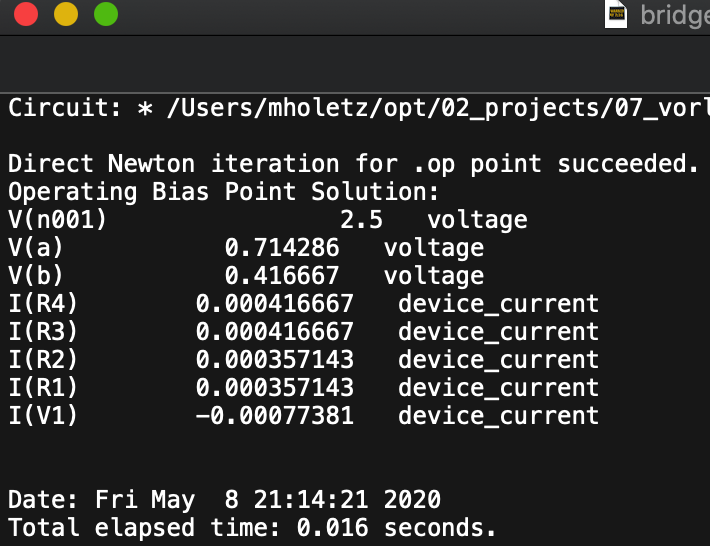 bridge
Circuit: * /Users/mholetz/opt/02_projects/07_vorl
Direct Newton iteration for .op point succeeded.
Operating Bias Point Solution:
V(n001) 2.5 voltage
V(a) 0.714286 voltage
V(b) 0.416667 voltage
I(R4) 0.000416667 device_current
I(R3) 0.000416667 device_current
I(R2) 0.000357143 device_current
I(R1) 0.000357143 device_current
I(V1) -0.00077381 device_current
Date: Fri May  8 21:14:21 2020
Total elapsed time: 0.016 seconds.